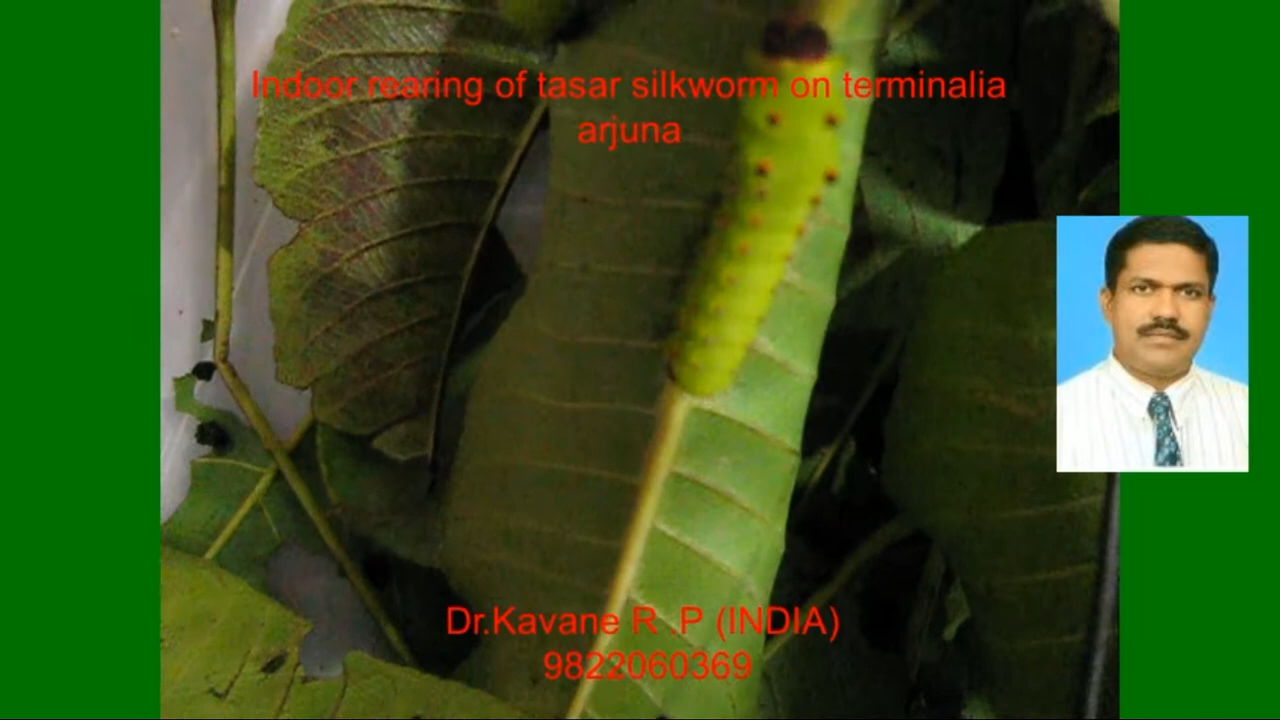 Indoor rearing of tasar silkworm on terminalia
arjuna
Dr.Kavane R .P (INDIA)
9822060369